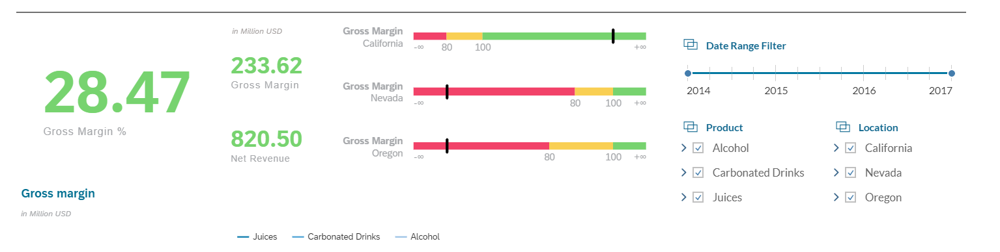 28.47
Gross Margin %
in Million USD
233.62
Gross Margin
820.50
Net Revenue
Gross Margin
California
-∞ 80 100 +∞
Gross Margin
Nevada
-∞ 80 100 +∞
Gross Margin
Oregon
-∞ 80 100 +∞
Date Range Filter
2014 2015 2016 2017
Product
Alcohol
Carbonated Drinks
Juices
Location
California
Nevada
Oregon
Gross margin
in Million USD
Juices Carbonated Drinks Alcohol